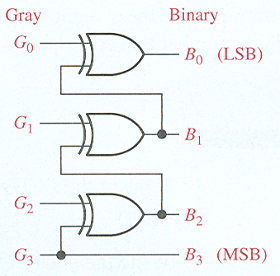 Gray Binary
G0 B0 (LSB)
G1 B1
G2 B2
G3 B3 (MSB)